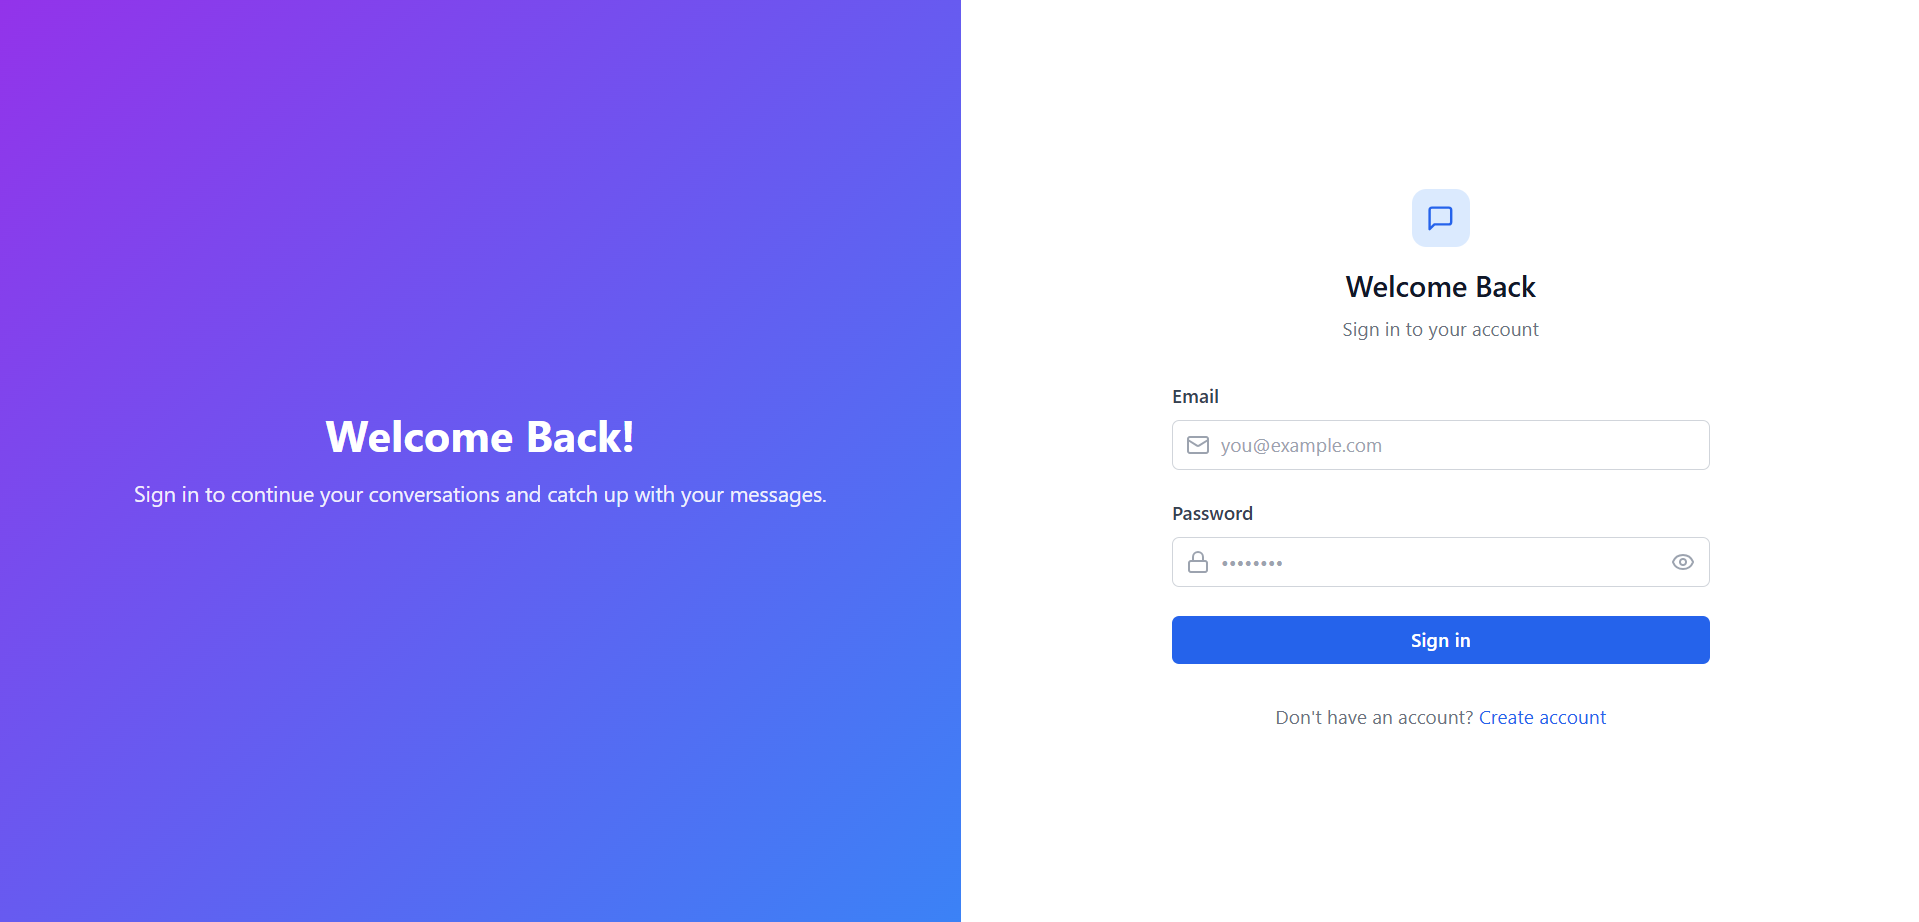 Welcome Back!
Sign in to continue your conversations and catch up with your messages.
Welcome Back
Sign in to your account
Email
you@example.com
Password
••••••••
Sign in
Don't have an account? Create account